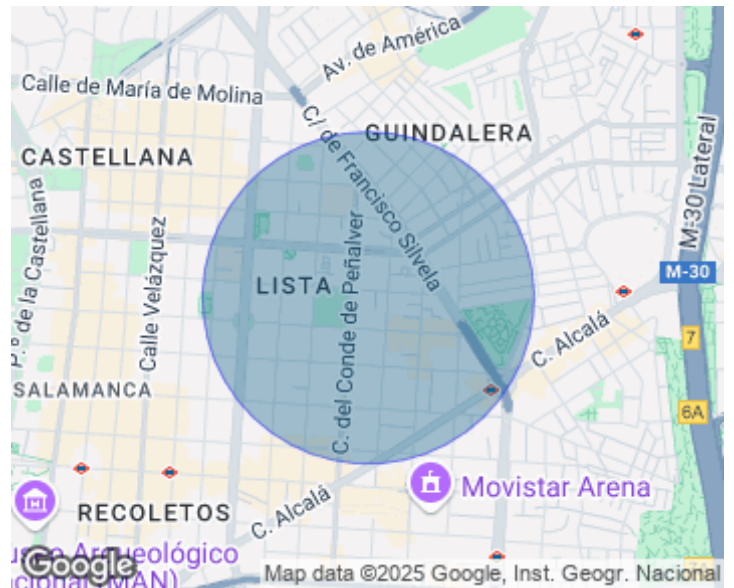 Av. de América
Calle de María de Molina
C/ de Francisco Silvela
GUINDALERA
CASTELLANA
M-30 Lateral
P.º de la Castellana
Calle Velázquez
C. del Conde de Peñalver
LISTA
M-30
7
C. Alcalá
SALAMANCA
6A
Movistar Arena
RECOLETOS
C. Alcalá
Arqueológico
(MAN)
Google
Map data ©2025 Google, Inst. Geogr. Nacional